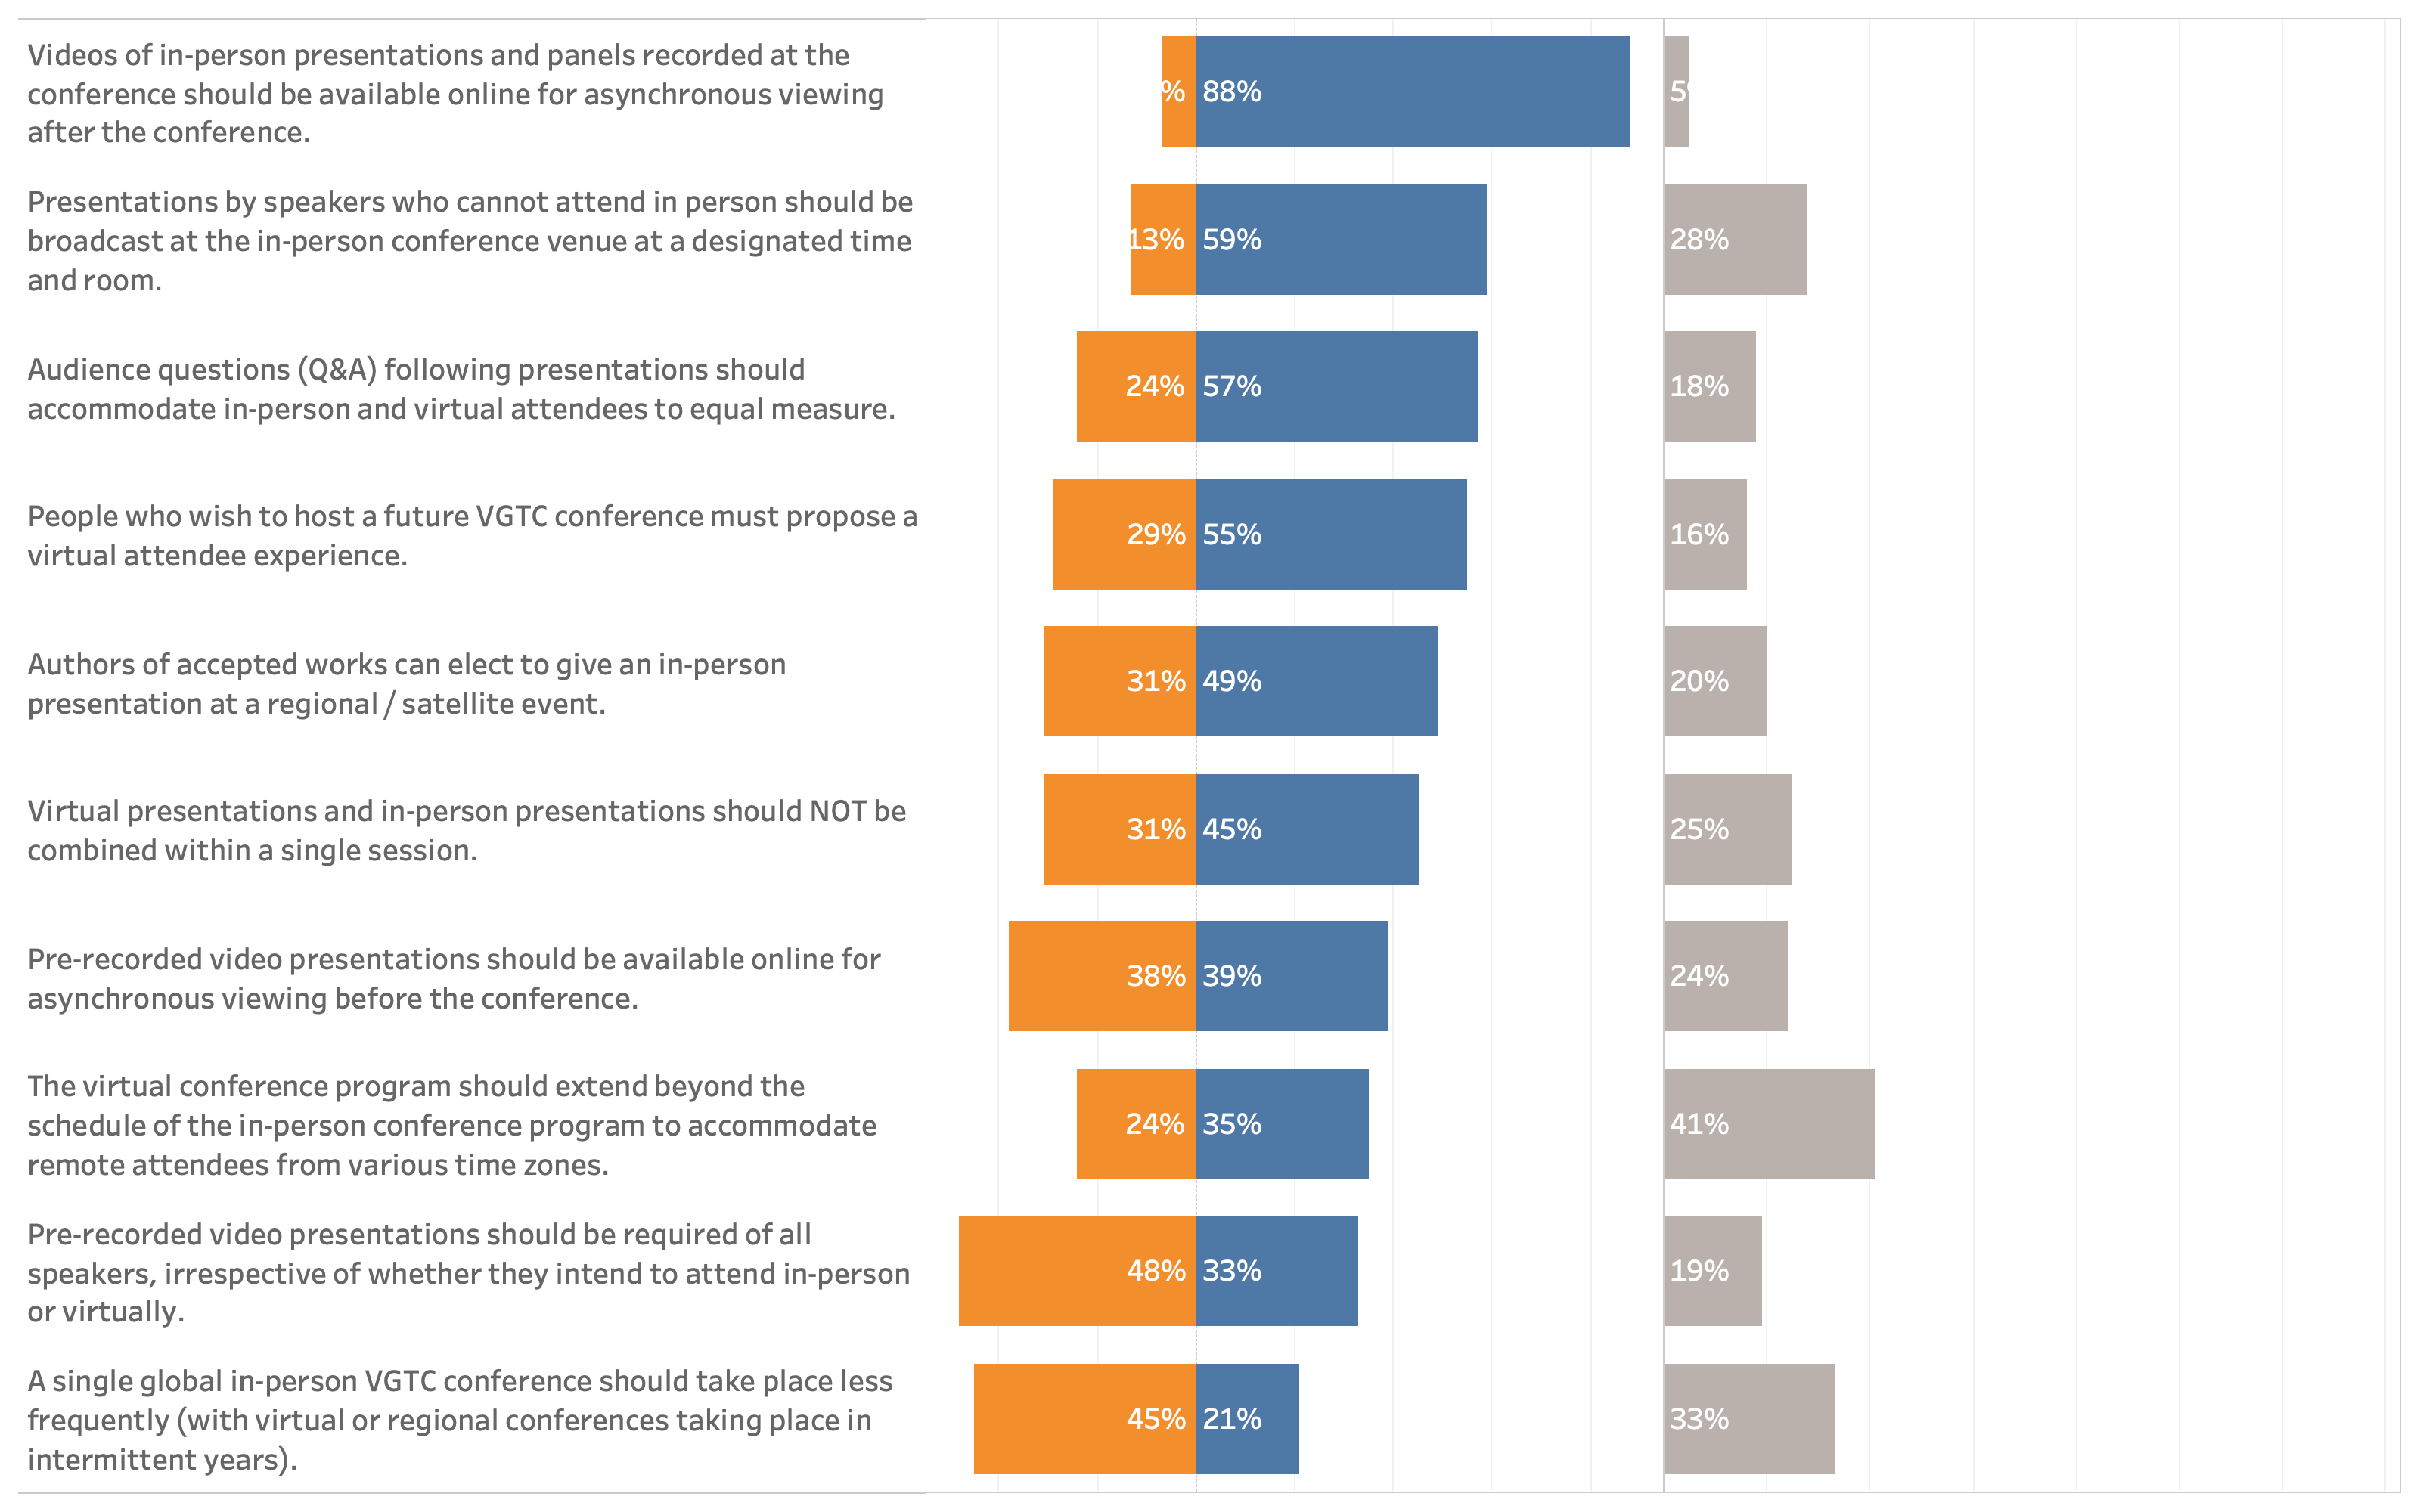 Videos of in-person presentations and panels recorded at the
conference should be available online for asynchronous viewing
after the conference.
% 88% 5%
Presentations by speakers who cannot attend in person should be
broadcast at the in-person conference venue at a designated time
and room.
13% 59% 28%
Audience questions (Q&A) following presentations should
accommodate in-person and virtual attendees to equal measure.
24% 57% 18%
People who wish to host a future VGTC conference must propose a
virtual attendee experience.
29% 55% 16%
Authors of accepted works can elect to give an in-person
presentation at a regional / satellite event.
31% 49% 20%
Virtual presentations and in-person presentations should NOT be
combined within a single session.
31% 45% 25%
Pre-recorded video presentations should be available online for
asynchronous viewing before the conference.
38% 39% 24%
The virtual conference program should extend beyond the
schedule of the in-person conference program to accommodate
remote attendees from various time zones.
24% 35% 41%
Pre-recorded video presentations should be required of all
speakers, irrespective of whether they intend to attend in-person
or virtually.
48% 33% 19%
A single global in-person VGTC conference should take place less
frequently (with virtual or regional conferences taking place in
intermittent years).
45% 21% 33%